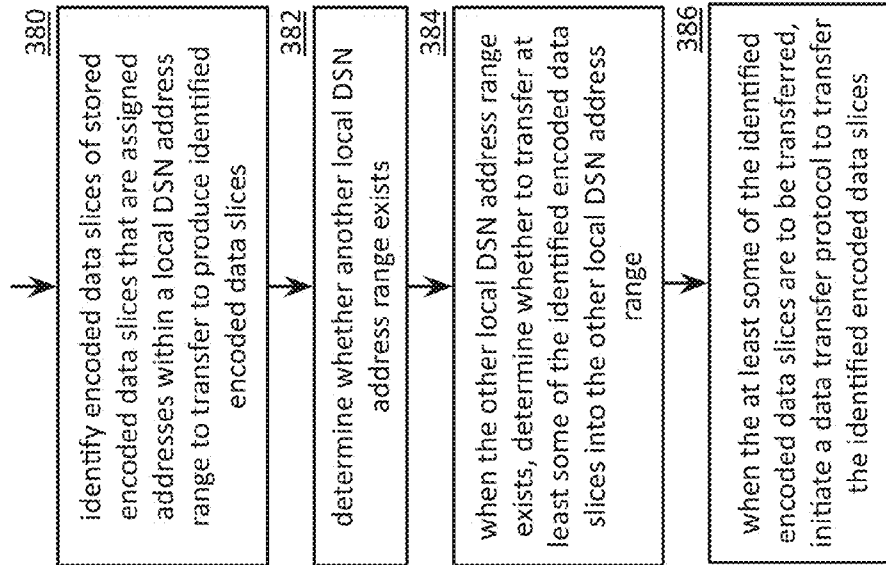 380
identify encoded data slices of stored
encoded data slices that are assigned
addresses within a local DSN address
range to transfer to produce identified
encoded data slices
382
determine whether another local DSN
address range exists
384
when the other local DSN address range
exists, determine whether to transfer at
least some of the identified encoded data
slices into the other local DSN address
range
386
when the at least some of the identified
encoded data slices are to be transferred,
initiate a data transfer protocol to transfer
the identified encoded data slices